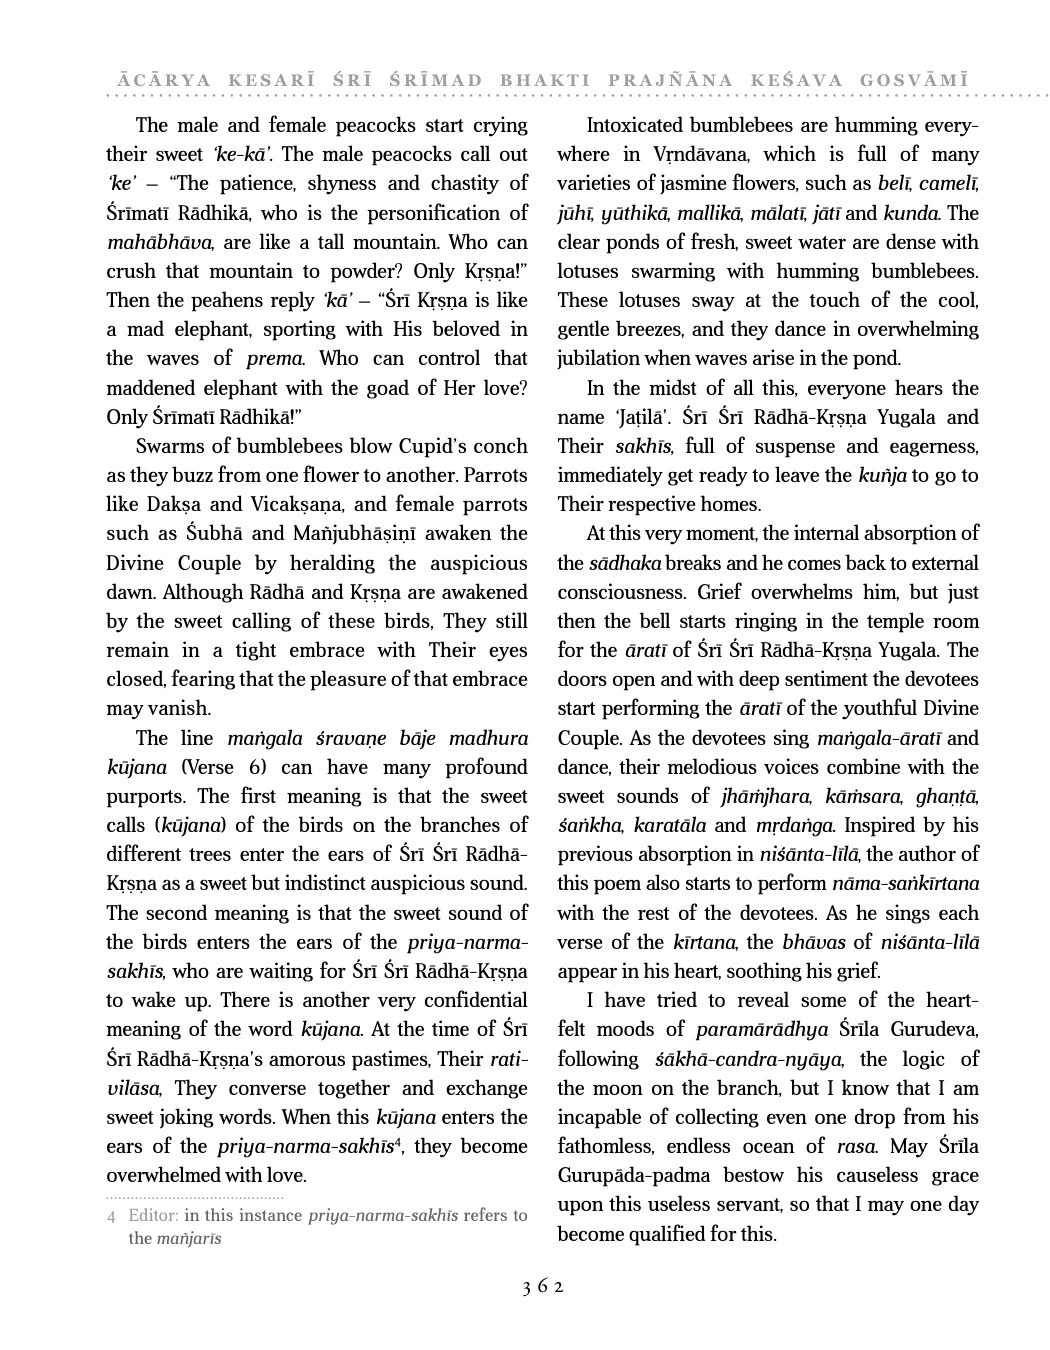 ĀCĀRYA KESARĪ ŚRĪ ŚRĪMAD BHAKTI PRAJÑĀNA KEŚAVA GOSVĀMĪ
The male and female peacocks start crying
their sweet ‘ke-kā’. The male peacocks call out
‘ke’ – “The patience, shyness and chastity of
Śrīmatī Rādhikā, who is the personification of
mahābhāva, are like a tall mountain. Who can
crush that mountain to powder? Only Kṛṣṇa!”
Then the peahens reply ‘kā’ – “Śrī Kṛṣṇa is like
a mad elephant, sporting with His beloved in
the waves of prema. Who can control that
maddened elephant with the goad of Her love?
Only Śrīmatī Rādhikā!”
Swarms of bumblebees blow Cupid’s conch
as they buzz from one flower to another. Parrots
like Dakṣa and Vicakṣaṇa, and female parrots
such as Śubhā and Mañjubhāṣiṇī awaken the
Divine Couple by heralding the auspicious
dawn. Although Rādhā and Kṛṣṇa are awakened
by the sweet calling of these birds, They still
remain in a tight embrace with Their eyes
closed, fearing that the pleasure of that embrace
may vanish.
The line maṅgala śravaṇe bāje madhura
kūjana (Verse 6) can have many profound
purports. The first meaning is that the sweet
calls (kūjana) of the birds on the branches of
different trees enter the ears of Śrī Śrī Rādhā-
Kṛṣṇa as a sweet but indistinct auspicious sound.
The second meaning is that the sweet sound of
the birds enters the ears of the priya-narma-
sakhīs, who are waiting for Śrī Śrī Rādhā-Kṛṣṇa
to wake up. There is another very confidential
meaning of the word kūjana. At the time of Śrī
Śrī Rādhā-Kṛṣṇa’s amorous pastimes, Their rati-
vilāsa, They converse together and exchange
sweet joking words. When this kūjana enters the
ears of the priya-narma-sakhīs⁴, they become
overwhelmed with love.
4 Editor: in this instance priya-narma-sakhīs refers to
the mañjarīs
Intoxicated bumblebees are humming every-
where in Vṛndāvana, which is full of many
varieties of jasmine flowers, such as belī, camelī,
jūhī, yūthikā, mallikā, mālatī, jātī and kunda. The
clear ponds of fresh, sweet water are dense with
lotuses swarming with humming bumblebees.
These lotuses sway at the touch of the cool,
gentle breezes, and they dance in overwhelming
jubilation when waves arise in the pond.
In the midst of all this, everyone hears the
name ‘Jaṭilā’. Śrī Śrī Rādhā-Kṛṣṇa Yugala and
Their sakhīs, full of suspense and eagerness,
immediately get ready to leave the kuñja to go to
Their respective homes.
At this very moment, the internal absorption of
the sādhaka breaks and he comes back to external
consciousness. Grief overwhelms him, but just
then the bell starts ringing in the temple room
for the āratī of Śrī Śrī Rādhā-Kṛṣṇa Yugala. The
doors open and with deep sentiment the devotees
start performing the āratī of the youthful Divine
Couple. As the devotees sing maṅgala-āratī and
dance, their melodious voices combine with the
sweet sounds of jhāṁjhara, kāṁsara, ghaṇṭā,
śaṅkha, karatāla and mṛdaṅga. Inspired by his
previous absorption in niśānta-līlā, the author of
this poem also starts to perform nāma-saṅkīrtana
with the rest of the devotees. As he sings each
verse of the kīrtana, the bhāvas of niśānta-līlā
appear in his heart, soothing his grief.
I have tried to reveal some of the heart-
felt moods of paramārādhya Śrīla Gurudeva,
following śākhā-candra-nyāya, the logic of
the moon on the branch, but I know that I am
incapable of collecting even one drop from his
fathomless, endless ocean of rasa. May Śrīla
Gurupāda-padma bestow his causeless grace
upon this useless servant, so that I may one day
become qualified for this.
362